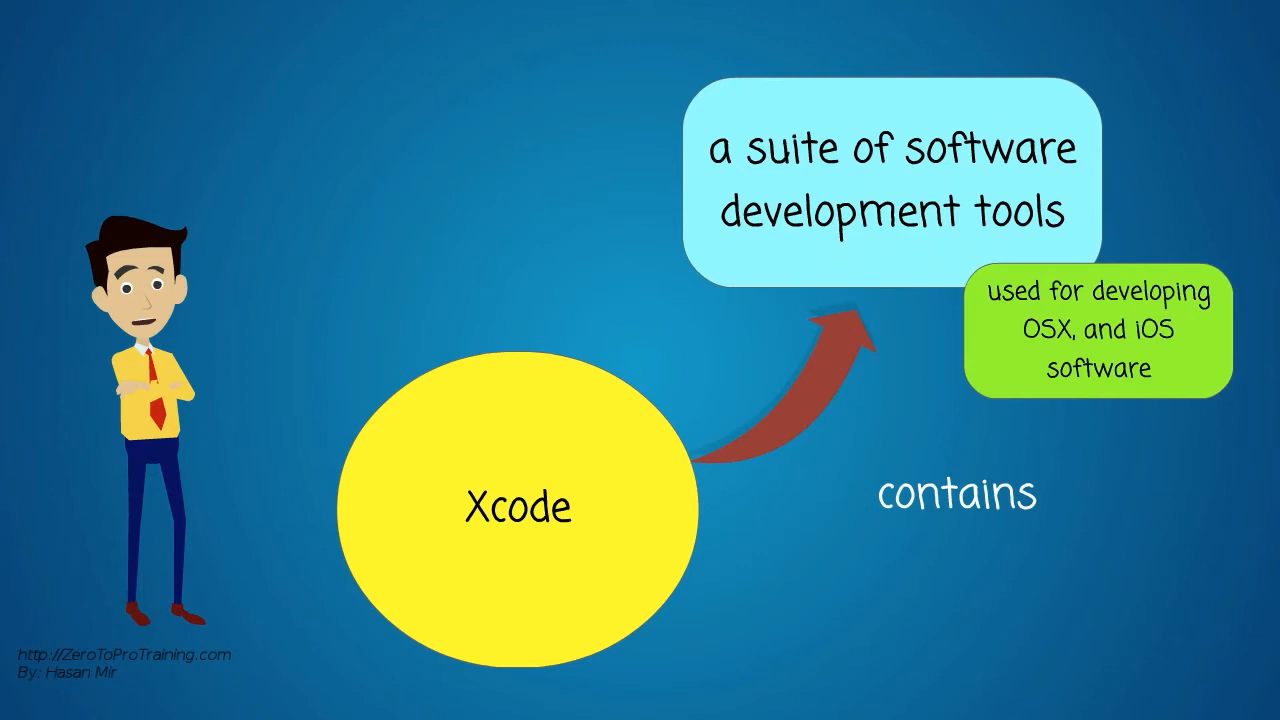 a suite of software
development tools
used for developing
OSX, and iOS
software
Xcode
contains
http://ZeroToProTraining.com
By: Hasan Mir